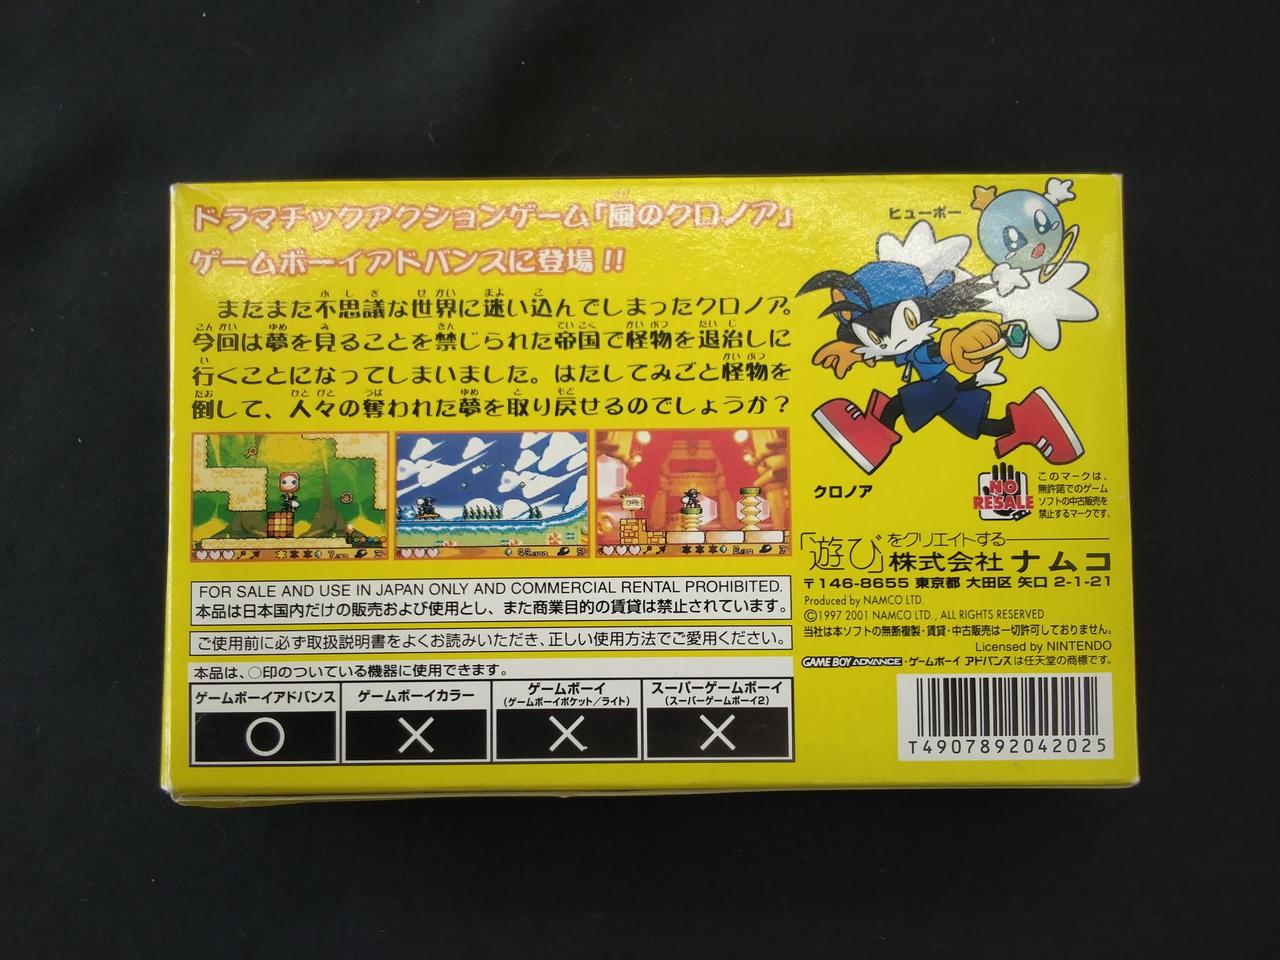 ドラマチックアクションゲーム「風のクロノア」
ゲームボーイアドバンスに登場!!
またまた不思議な世界に迷い込んでしまったクロノア。
今回は夢を見ることを禁じられた帝国で怪物を退治しに
行くことになってしまいました。はたしてみごと怪物を
倒して、人々の奪われた夢を取り戻せるのでしょうか?
ヒューポー
クロノア
NO
RESALE
このマークは、
無許諾でのゲーム
ソフトの中古販売を
禁止するマークです。
「遊び」をクリエイトする
株式会社ナムコ
〒146-8655 東京都 大田区 矢口 2-1-21
Produced by NAMCO LTD.
©1997 2001 NAMCO LTD., ALL RIGHTS RESERVED
当社は本ソフトの無断複製・賃貸・中古販売は一切許可しておりません。
Licensed by NINTENDO
GAME BOY ADVANCE・ゲームボーイ アドバンスは任天堂の商標です。
FOR SALE AND USE IN JAPAN ONLY AND COMMERCIAL RENTAL PROHIBITED.
本品は日本国内だけの販売および使用とし、また商業目的の賃貸は禁止されています。
ご使用前に必ず取扱説明書をよくお読みいただき、正しい使用方法でご愛用ください。
本品は、○印のついている機器に使用できます。
ゲームボーイアドバンス ゲームボーイカラー ゲームボーイ スーパーゲームボーイ
(ゲームボーイポケット/ライト) (スーパーゲームボーイ2)
○ × × ×
T4907892042025